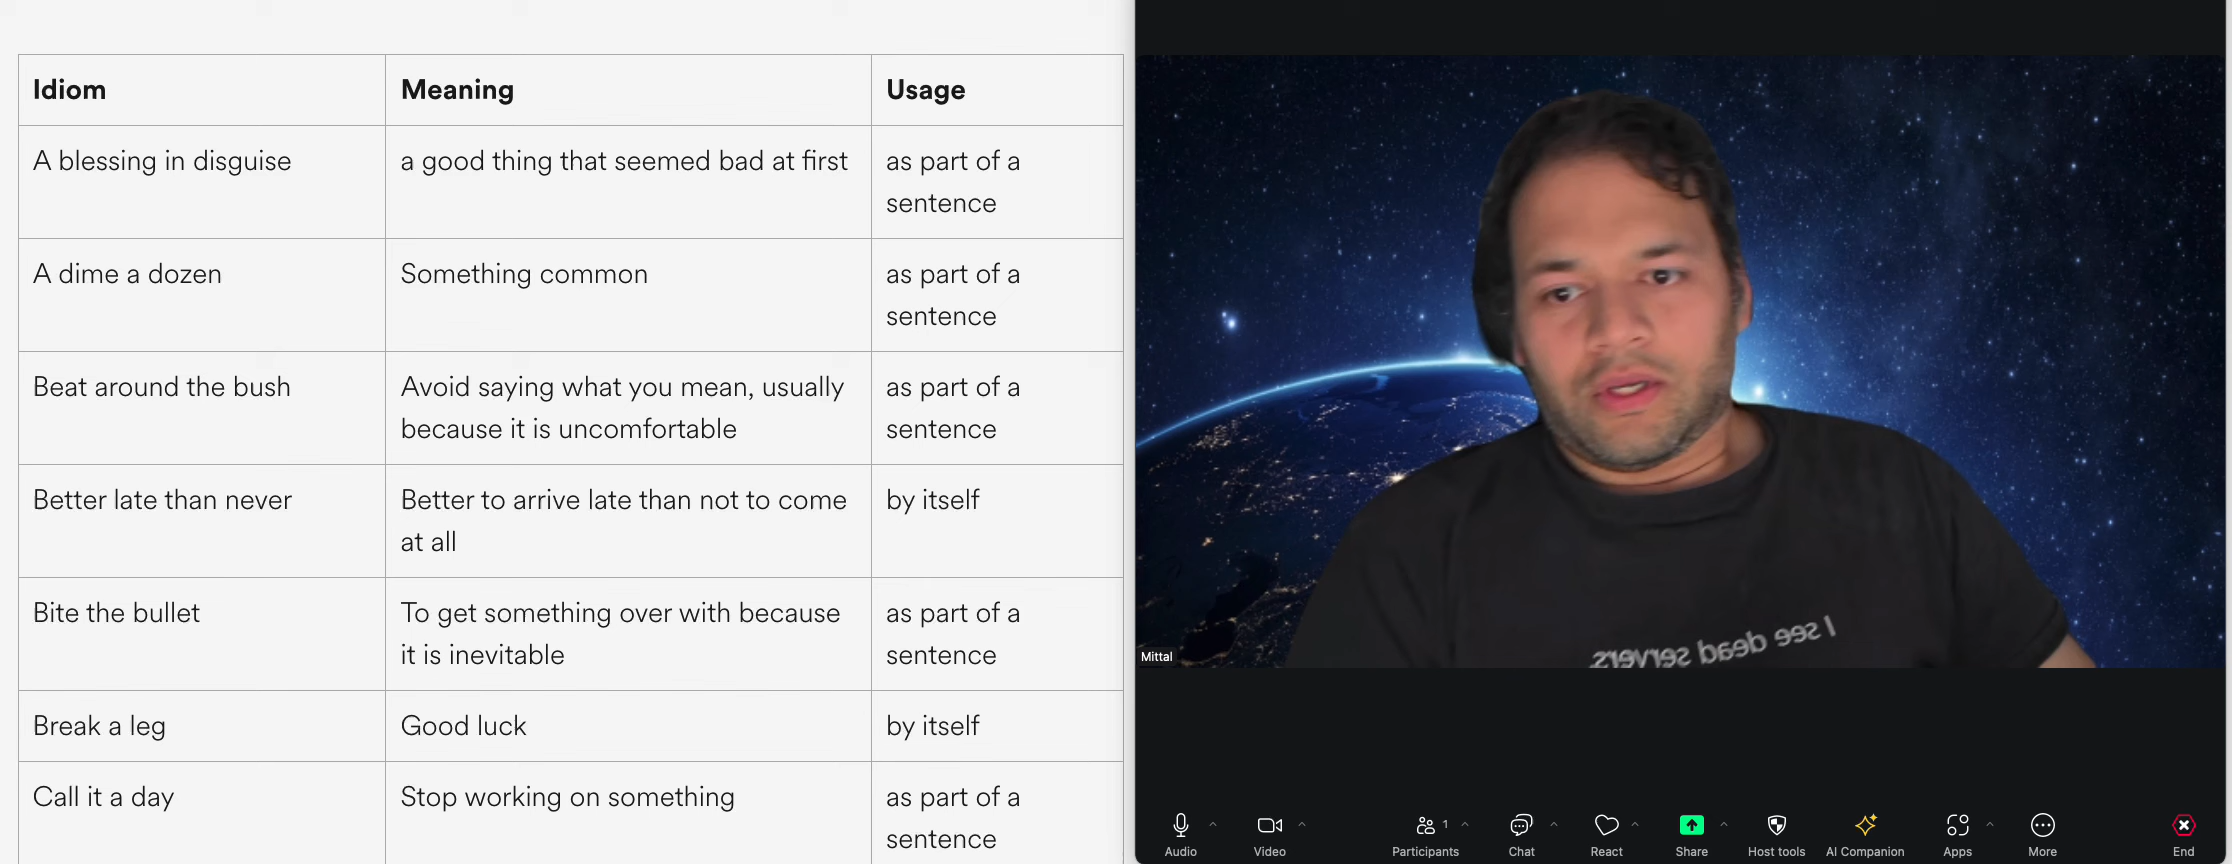 Idiom
Meaning
Usage
A blessing in disguise
a good thing that seemed bad at first
as part of a
sentence
A dime a dozen
Something common
as part of a
sentence
Beat around the bush
Avoid saying what you mean, usually
because it is uncomfortable
as part of a
sentence
Better late than never
Better to arrive late than not to come
at all
by itself
Bite the bullet
To get something over with because
it is inevitable
as part of a
sentence
Break a leg
Good luck
by itself
Call it a day
Stop working on something
as part of a
sentence
I see dead servers
Mittal
1
Audio
Video
Participants
Chat
React
Share
Host tools
AI Companion
Apps
More
End